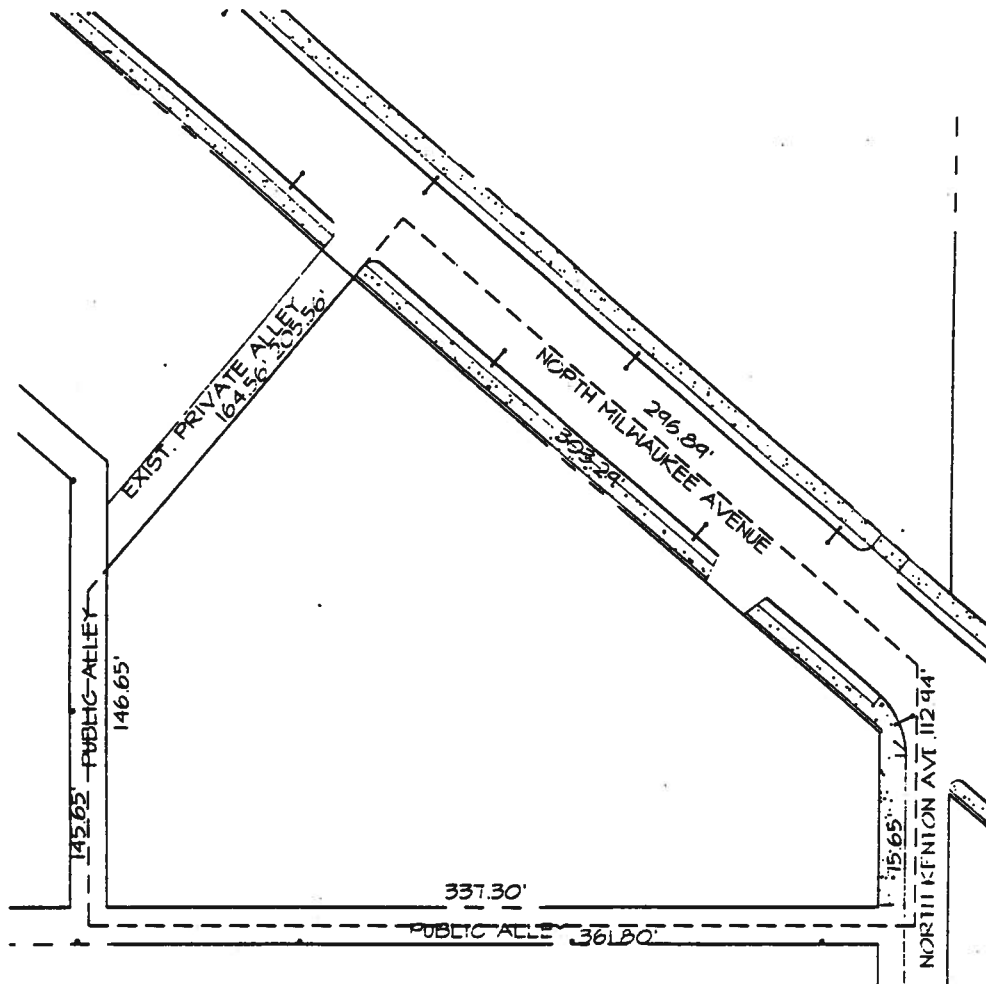 EXIST. PRIVATE ALLEY
164.56' 205.56'
NORTH MILWAUKEE AVENUE
296.89'
303.29'
PUBLIC ALLEY
146.65'
145.65'
NORTH KENTON AVE. 112.94'
75.65'
337.30'
PUBLIC ALLEY 361.80'